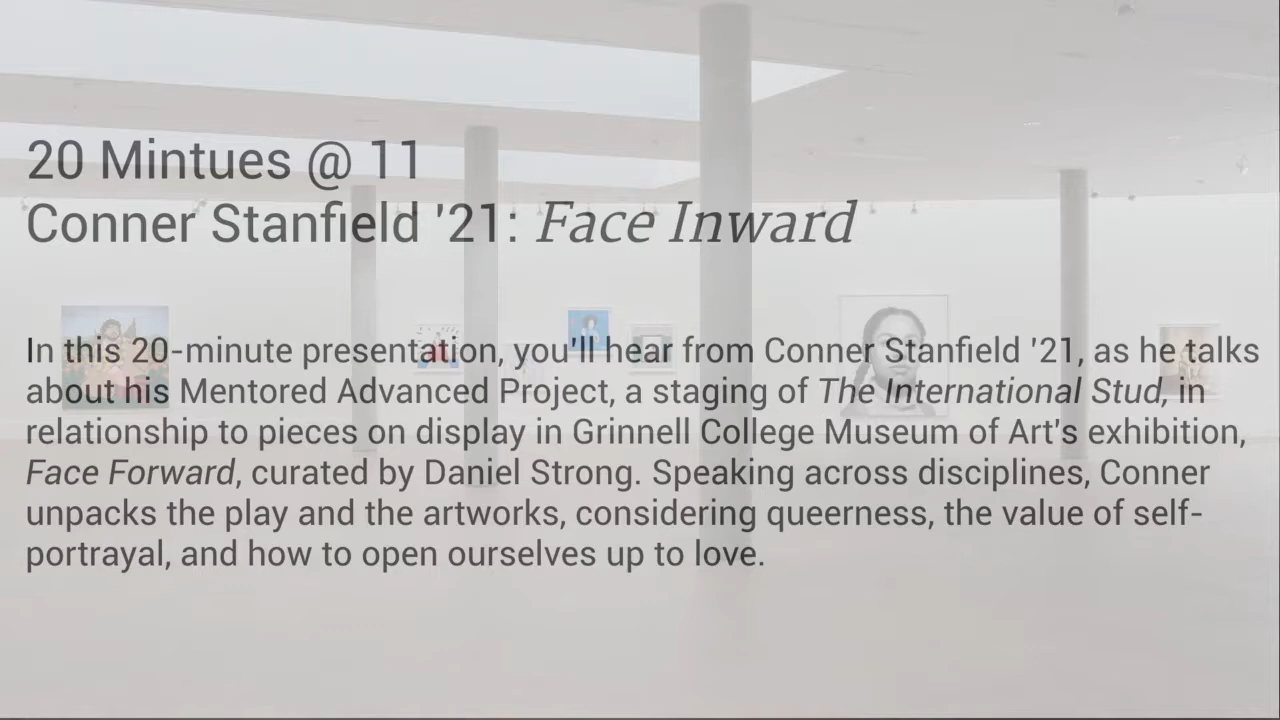 20 Mintues @ 11
Conner Stanfield '21: Face Inward
In this 20-minute presentation, you'll hear from Conner Stanfield '21, as he talks
about his Mentored Advanced Project, a staging of The International Stud, in
relationship to pieces on display in Grinnell College Museum of Art's exhibition,
Face Forward, curated by Daniel Strong. Speaking across disciplines, Conner
unpacks the play and the artworks, considering queerness, the value of self-
portrayal, and how to open ourselves up to love.